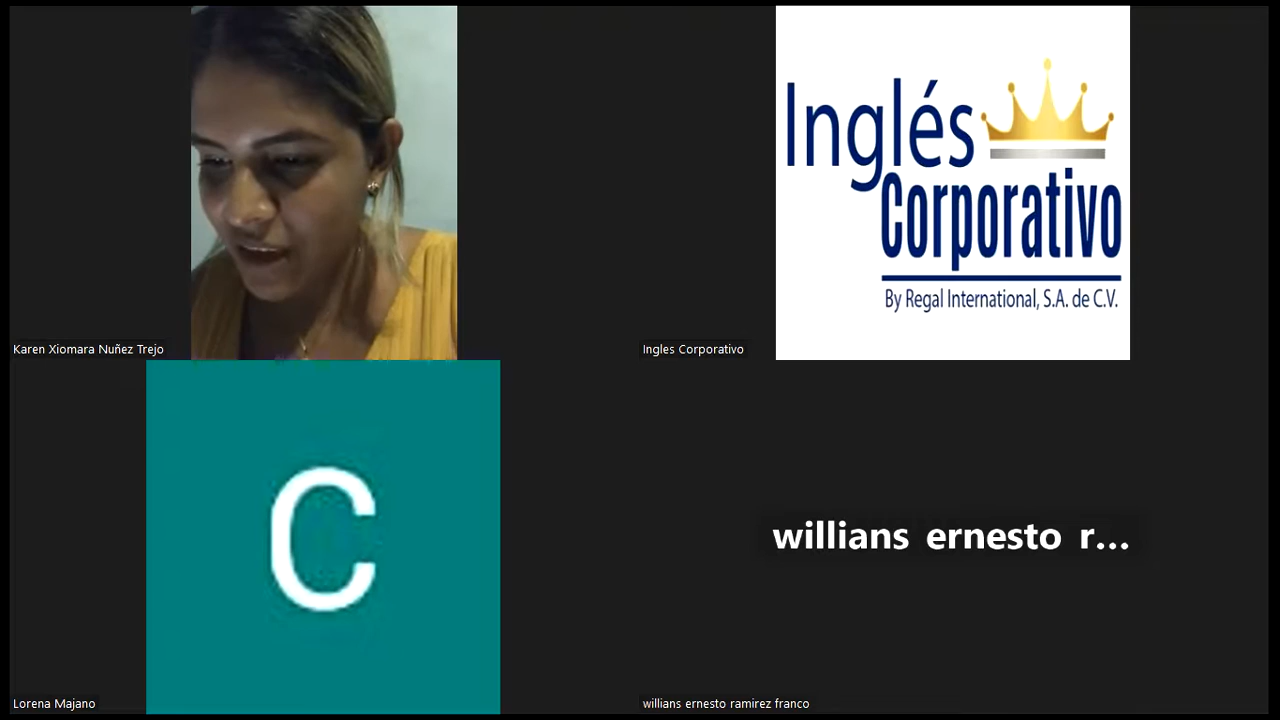 Inglés
Corporativo
By Regal International, S.A. de C.V.
Karen Xiomara Nuñez Trejo
Ingles Corporativo
C
willians ernesto r...
Lorena Majano
willians ernesto ramirez franco